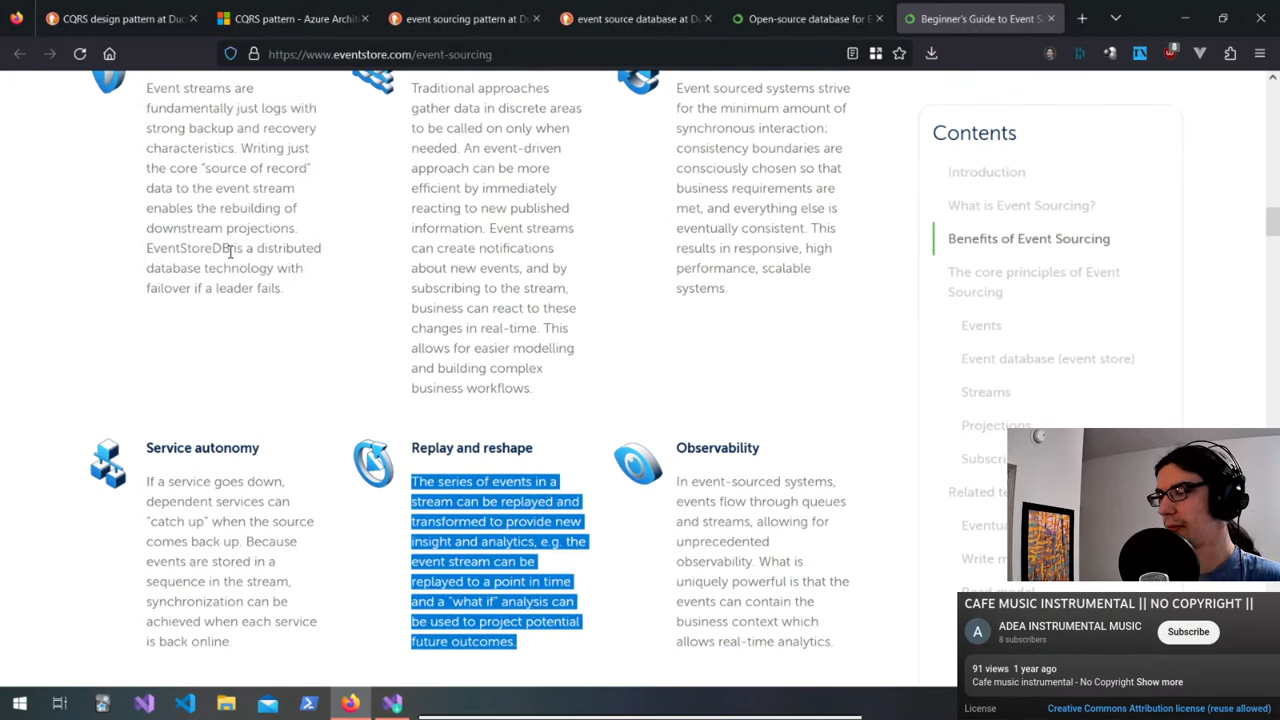 CQRS design pattern at Duc
CQRS pattern - Azure Archit
event sourcing pattern at Du
event source database at D
Open-source database for E
Beginner's Guide to Event S
https://www.eventstore.com/event-sourcing
8
Event streams are
fundamentally just logs with
strong backup and recovery
characteristics. Writing just
the core “source of record”
data to the event stream
enables the rebuilding of
downstream projections.
EventStoreDB is a distributed
database technology with
failover if a leader fails.
Traditional approaches
gather data in discrete areas
to be called on only when
needed. An event-driven
approach can be more
efficient by immediately
reacting to new published
information. Event streams
can create notifications
about new events, and by
subscribing to the stream,
business can react to these
changes in real-time. This
allows for easier modelling
and building complex
business workflows.
Event sourced systems strive
for the minimum amount of
synchronous interaction;
consistency boundaries are
consciously chosen so that
business requirements are
met, and everything else is
eventually consistent. This
results in responsive, high
performance, scalable
systems.
Service autonomy
If a service goes down,
dependent services can
“catch up” when the source
comes back up. Because
events are stored in a
sequence in the stream,
synchronization can be
achieved when each service
is back online.
Replay and reshape
The series of events in a
stream can be replayed and
transformed to provide new
insight and analytics, e.g. the
event stream can be
replayed to a point in time
and a “what if” analysis can
be used to project potential
future outcomes.
Observability
In event-sourced systems,
events flow through queues
and streams, allowing for
unprecedented
observability. What is
uniquely powerful is that the
events can contain the
business context which
allows real-time analytics.
Contents
Introduction
What is Event Sourcing?
Benefits of Event Sourcing
The core principles of Event
Sourcing
Events
Event database (event store)
Streams
Projections
Subscri
Related te
Eventua
Write m
Read model
CAFE MUSIC INSTRUMENTAL || NO COPYRIGHT ||
A
ADEA INSTRUMENTAL MUSIC
8 subscribers
Subscribe
91 views 1 year ago
Cafe music instrumental - No Copyright Show more
License
Creative Commons Attribution license (reuse allowed)